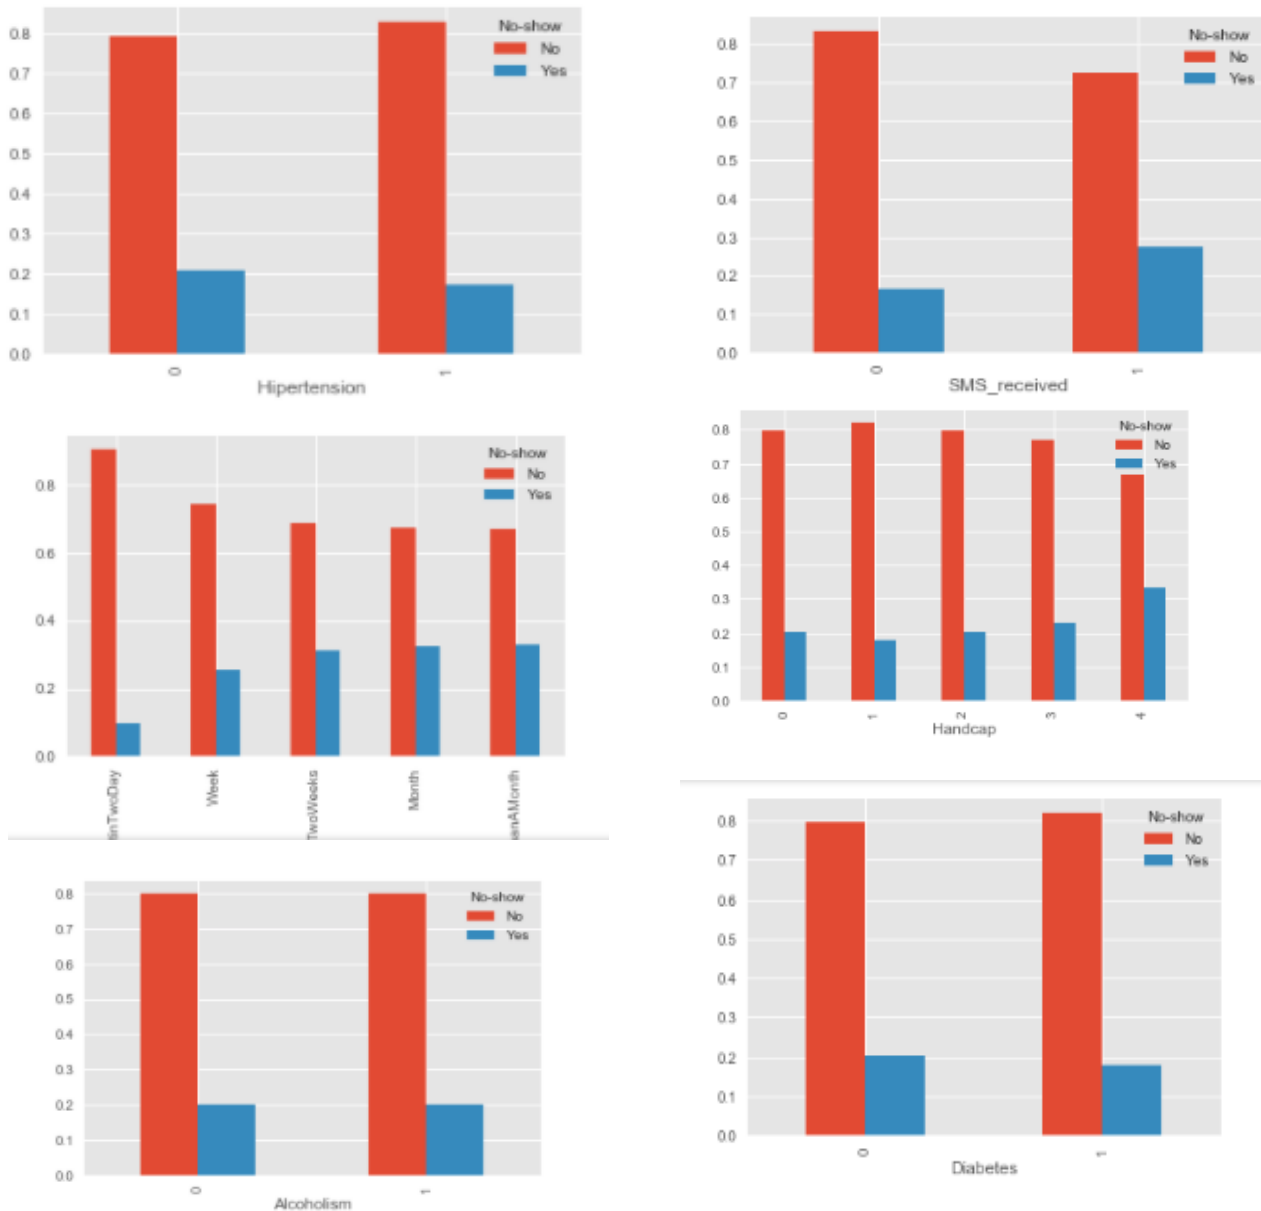 No-show
No
Yes
0.8
0.7
0.6
0.5
0.4
0.3
0.2
0.1
0.0
0 1
Hipertension
No-show
No
Yes
0.8
0.7
0.6
0.5
0.4
0.3
0.2
0.1
0.0
0 1
SMS_received
No-show
No
Yes
0.8
0.6
0.4
0.2
0.0
tinTwoDay Week TwoWeeks Month anAMonth
No-show
No
Yes
0.8
0.7
0.6
0.5
0.4
0.3
0.2
0.1
0.0
0 1 2 3 4
Handcap
No-show
No
Yes
0.8
0.7
0.6
0.5
0.4
0.3
0.2
0.1
0.0
0 1
Alcoholism
No-show
No
Yes
0.8
0.7
0.6
0.5
0.4
0.3
0.2
0.1
0.0
0 1
Diabetes